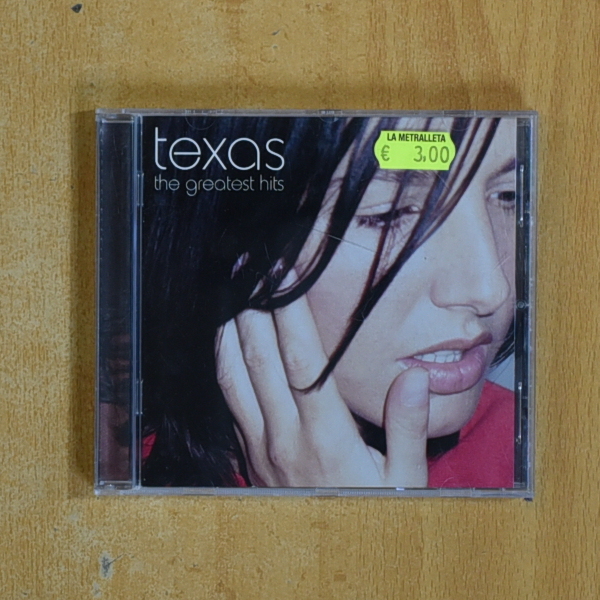 texas
the greatest hits
LA METRALLETA
€ 3,00